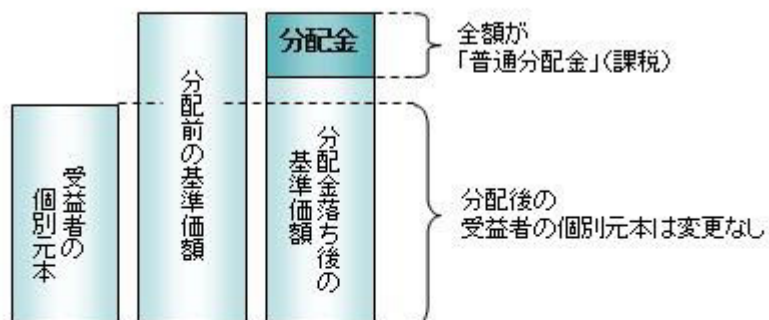 受益者の
個別元本
分配前の基準価額
分配金
分配金落ち後の
基準価額
全額が
「普通分配金」(課税)
分配後の
受益者の個別元本は変更なし